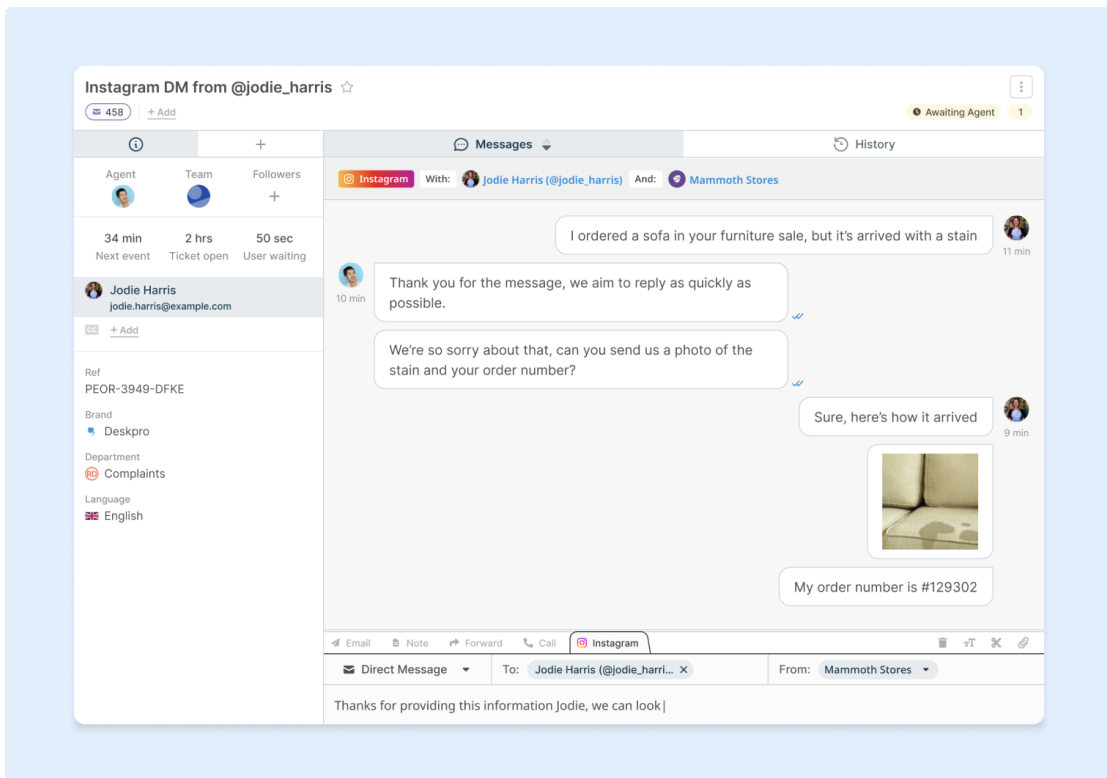 Instagram DM from @jodie_harris
458 + Add
Awaiting Agent 1
Messages
History
Agent Team Followers
Instagram With: Jodie Harris (@jodie_harris) And: Mammoth Stores
34 min 2 hrs 50 sec
Next event Ticket open User waiting
Jodie Harris
jodie.harris@example.com
CC + Add
Ref
PEOR-3949-DFKE
Brand
Deskpro
Department
RD Complaints
Language
English
I ordered a sofa in your furniture sale, but it's arrived with a stain
11 min
Thank you for the message, we aim to reply as quickly as
possible.
10 min
We're so sorry about that, can you send us a photo of the
stain and your order number?
Sure, here's how it arrived
9 min
My order number is #129302
Email Note Forward Call Instagram
Direct Message To: Jodie Harris (@jodie_harri... From: Mammoth Stores
Thanks for providing this information Jodie, we can look